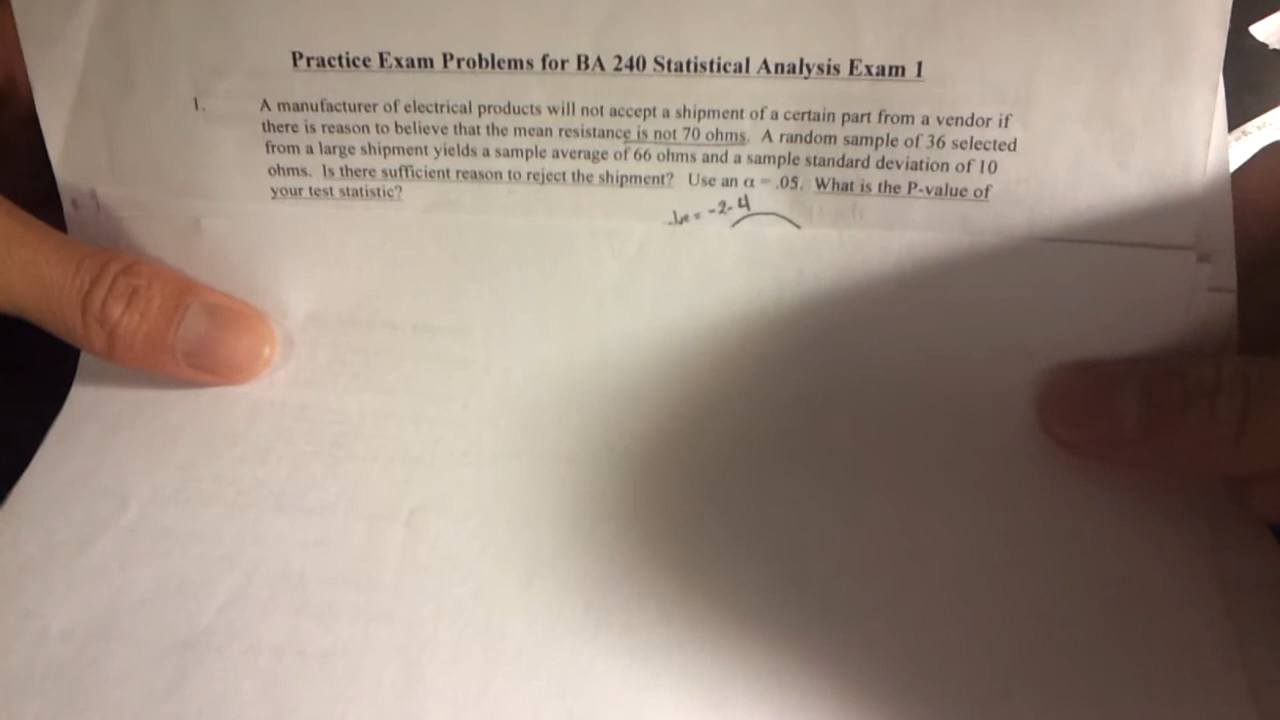 Practice Exam Problems for BA 240 Statistical Analysis Exam 1
1. A manufacturer of electrical products will not accept a shipment of a certain part from a vendor if
there is reason to believe that the mean resistance is not 70 ohms. A random sample of 36 selected
from a large shipment yields a sample average of 66 ohms and a sample standard deviation of 10
ohms. Is there sufficient reason to reject the shipment? Use an α = .05. What is the P-value of
your test statistic?
= -2.4